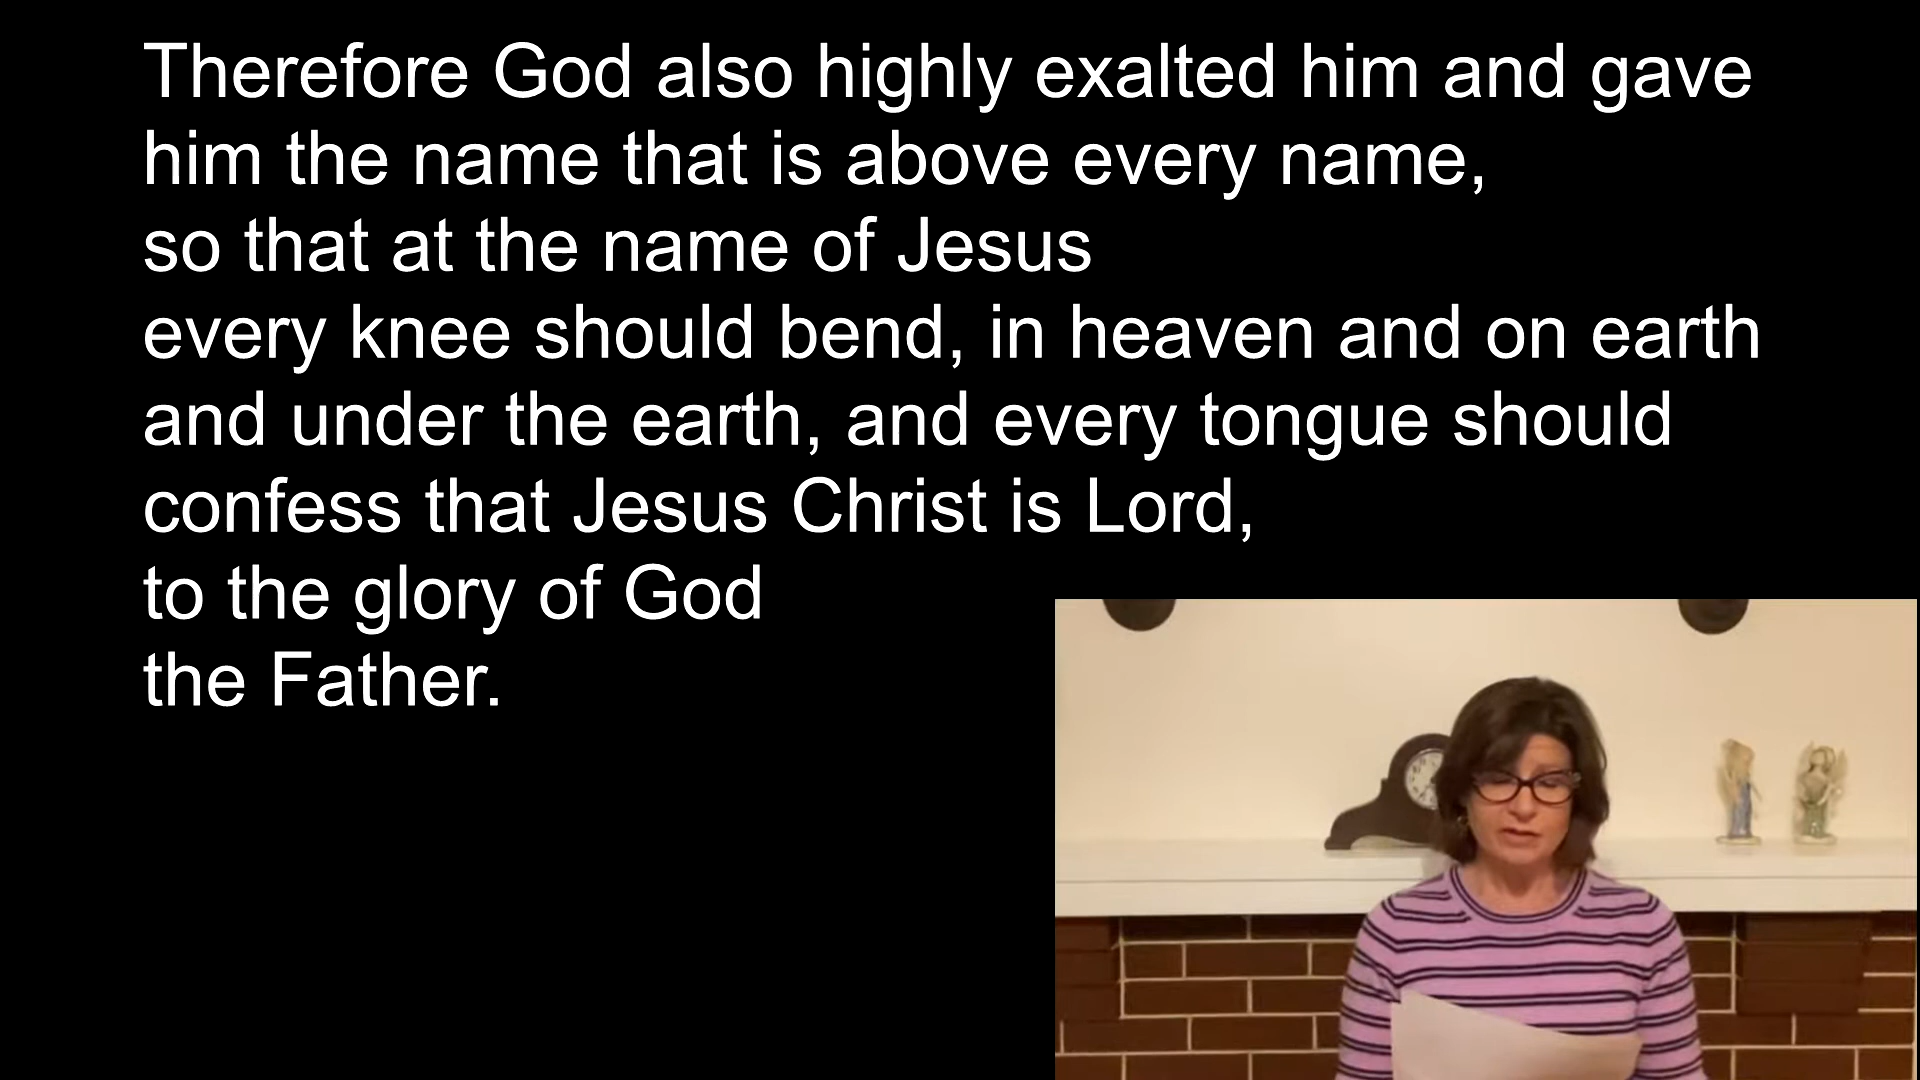 Therefore God also highly exalted him and gave
him the name that is above every name,
so that at the name of Jesus
every knee should bend, in heaven and on earth
and under the earth, and every tongue should
confess that Jesus Christ is Lord,
to the glory of God
the Father.